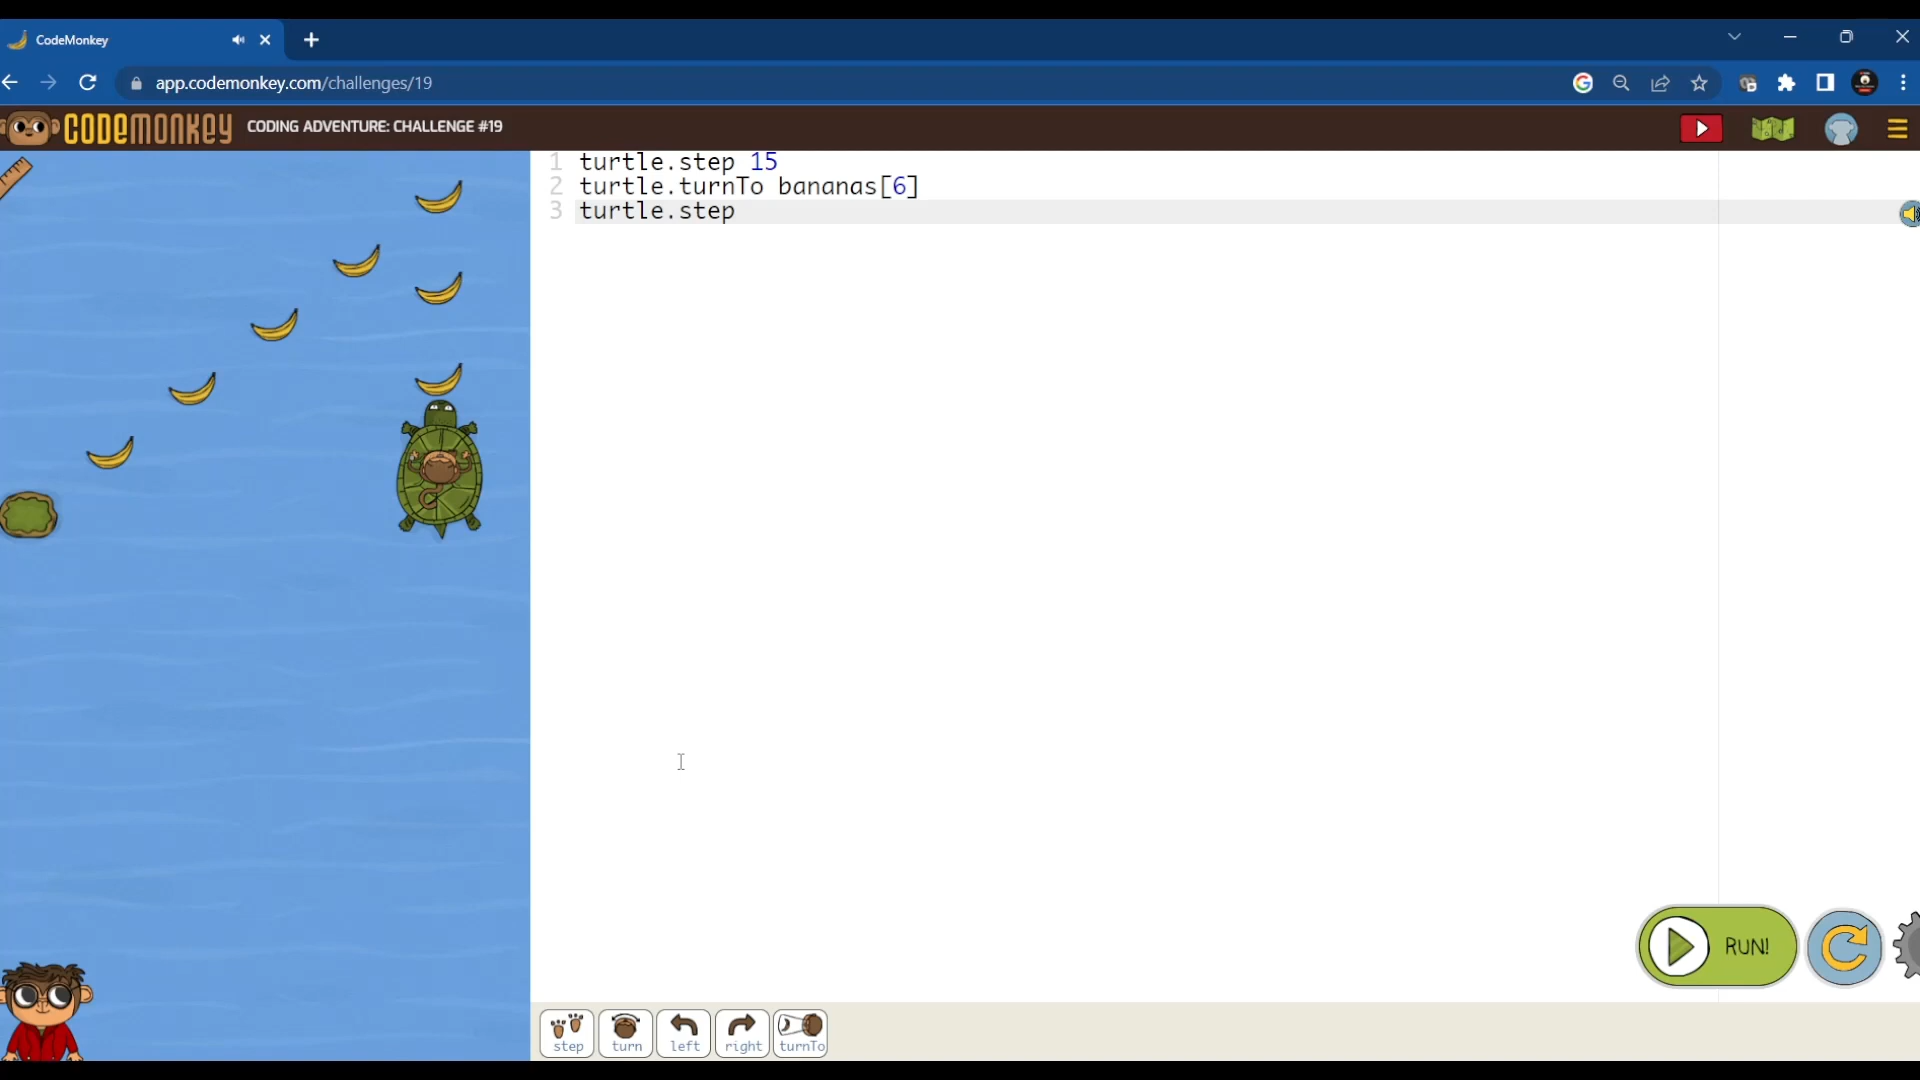 CodeMonkey
app.codemonkey.com/challenges/19
CODEMONKEY CODING ADVENTURE: CHALLENGE #19
1 turtle.step 15
2 turtle.turnTo bananas[6]
3 turtle.step
RUN!
step turn left right turnTo